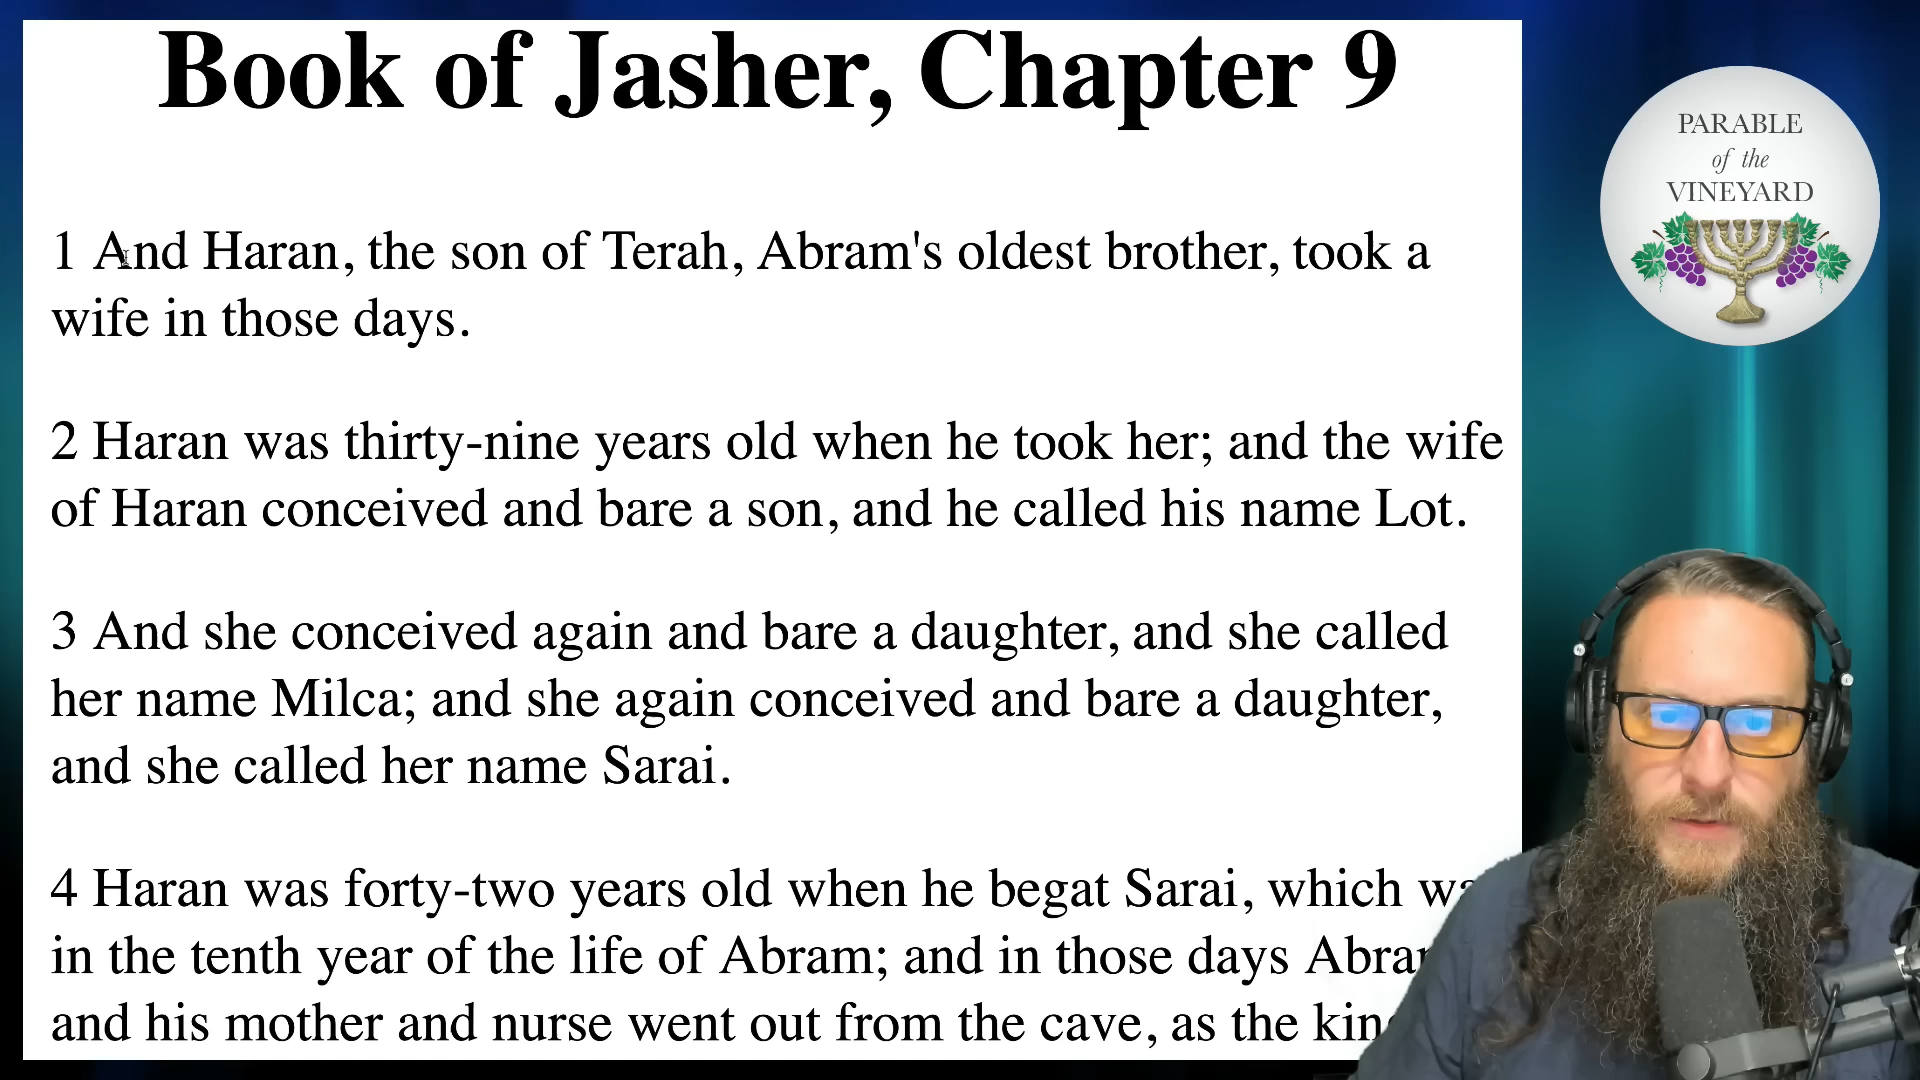 Book of Jasher, Chapter 9
1 And Haran, the son of Terah, Abram's oldest brother, took a
wife in those days.
2 Haran was thirty-nine years old when he took her; and the wife
of Haran conceived and bare a son, and he called his name Lot.
3 And she conceived again and bare a daughter, and she called
her name Milca; and she again conceived and bare a daughter,
and she called her name Sarai.
4 Haran was forty-two years old when he begat Sarai, which
in the tenth year of the life of Abram; and in those days
and his mother and nurse went out from the cave, as the
PARABLE
of the
VINEYARD